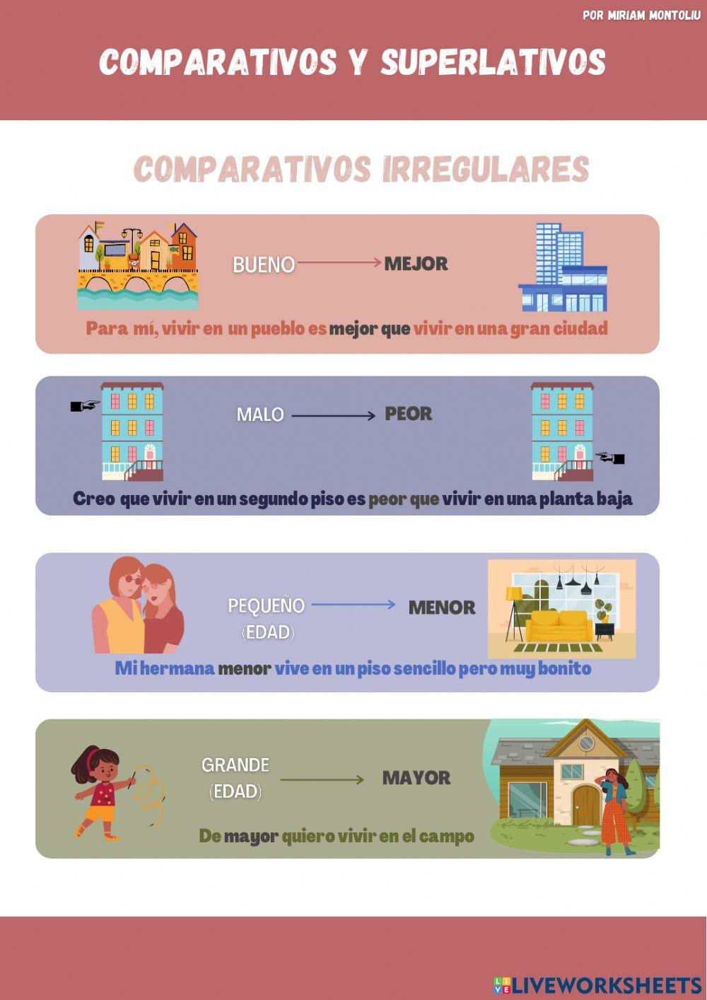 POR MIRIAM MONTOLIU
COMPARATIVOS Y SUPERLATIVOS
COMPARATIVOS IRREGULARES
BUENO MEJOR
Para mí, vivir en un pueblo es mejor que vivir en una gran ciudad
MALO PEOR
Creo que vivir en un segundo piso es peor que vivir en una planta baja
PEQUEÑO MENOR
(EDAD)
Mi hermana menor vive en un piso sencillo pero muy bonito
GRANDE MAYOR
(EDAD)
De mayor quiero vivir en el campo
LIVE LIVEWORKSHEETS